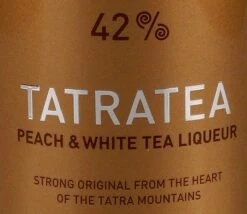 42%
TATRATEA
PEACH & WHITE TEA LIQUEUR
STRONG ORIGINAL FROM THE HEART
OF THE TATRA MOUNTAINS